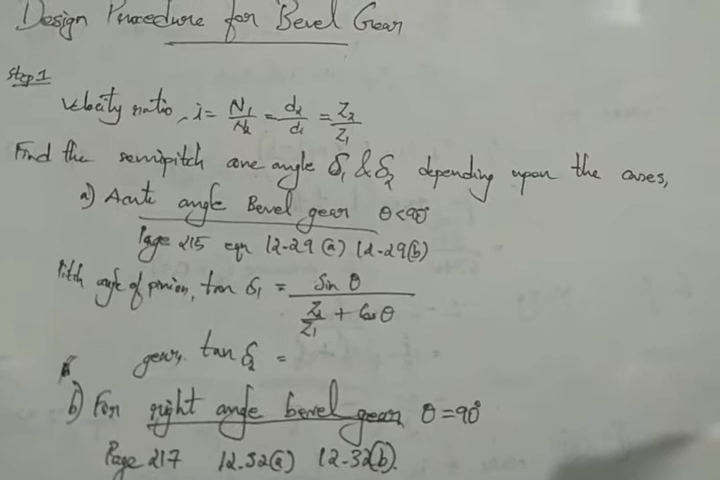 Design Procedure for Bevel Gear
Step 1
Velocity ratio, i = N1/N2 = d2/d1 = Z2/Z1
Find the semipitch cone angle δ1 & δ2 depending upon the cases,
a) Acute angle Bevel gear θ<90°
Page 215 eqn 12-29(a) 12-29(b)
Pitch angle of pinion, tan δ1 = Sin θ / (Z2/Z1 + Cos θ)
gear, tan δ2 =
b) For right angle bevel gear θ=90°
Page 217 12.32(a) 12-32(b).